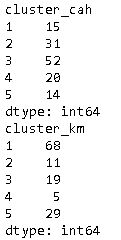 cluster_cah
1 15
2 31
3 52
4 20
5 14
dtype: int64
cluster_km
1 68
2 11
3 19
4 5
5 29
dtype: int64